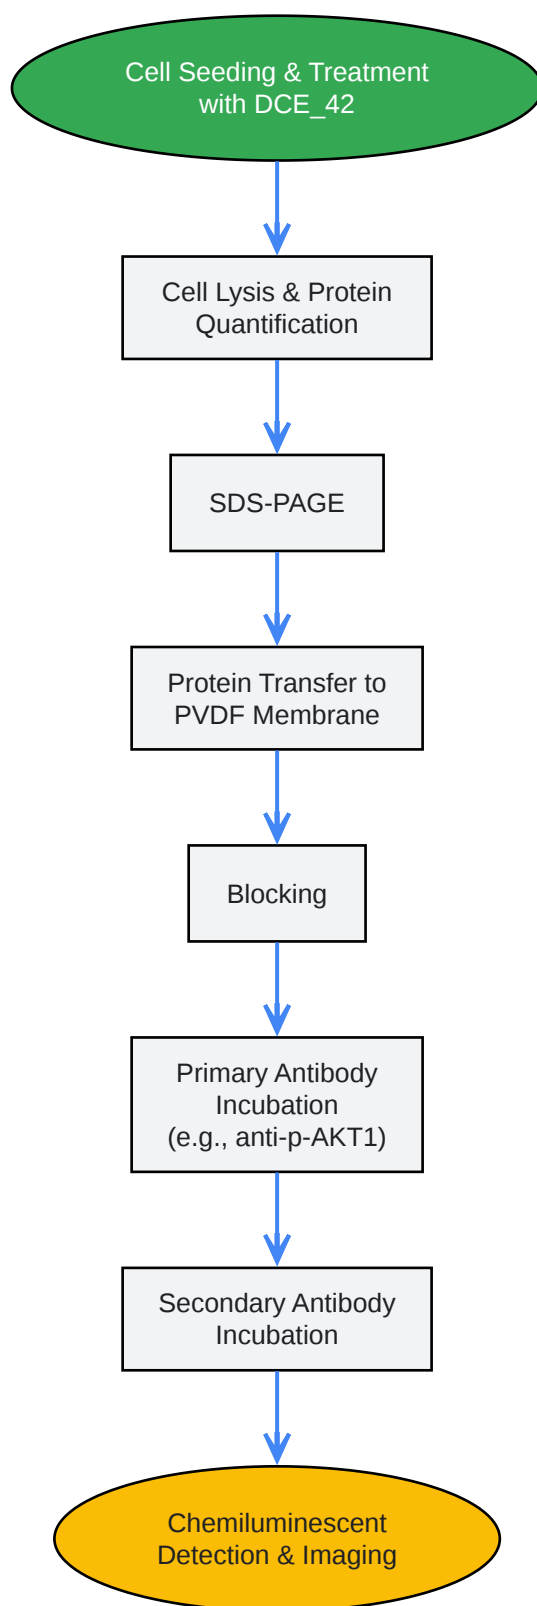 Cell Seeding & Treatment
with DCE_42
Cell Lysis & Protein
Quantification
SDS-PAGE
Protein Transfer to
PVDF Membrane
Blocking
Primary Antibody
Incubation
(e.g., anti-p-AKT1)
Secondary Antibody
Incubation
Chemiluminescent
Detection & Imaging